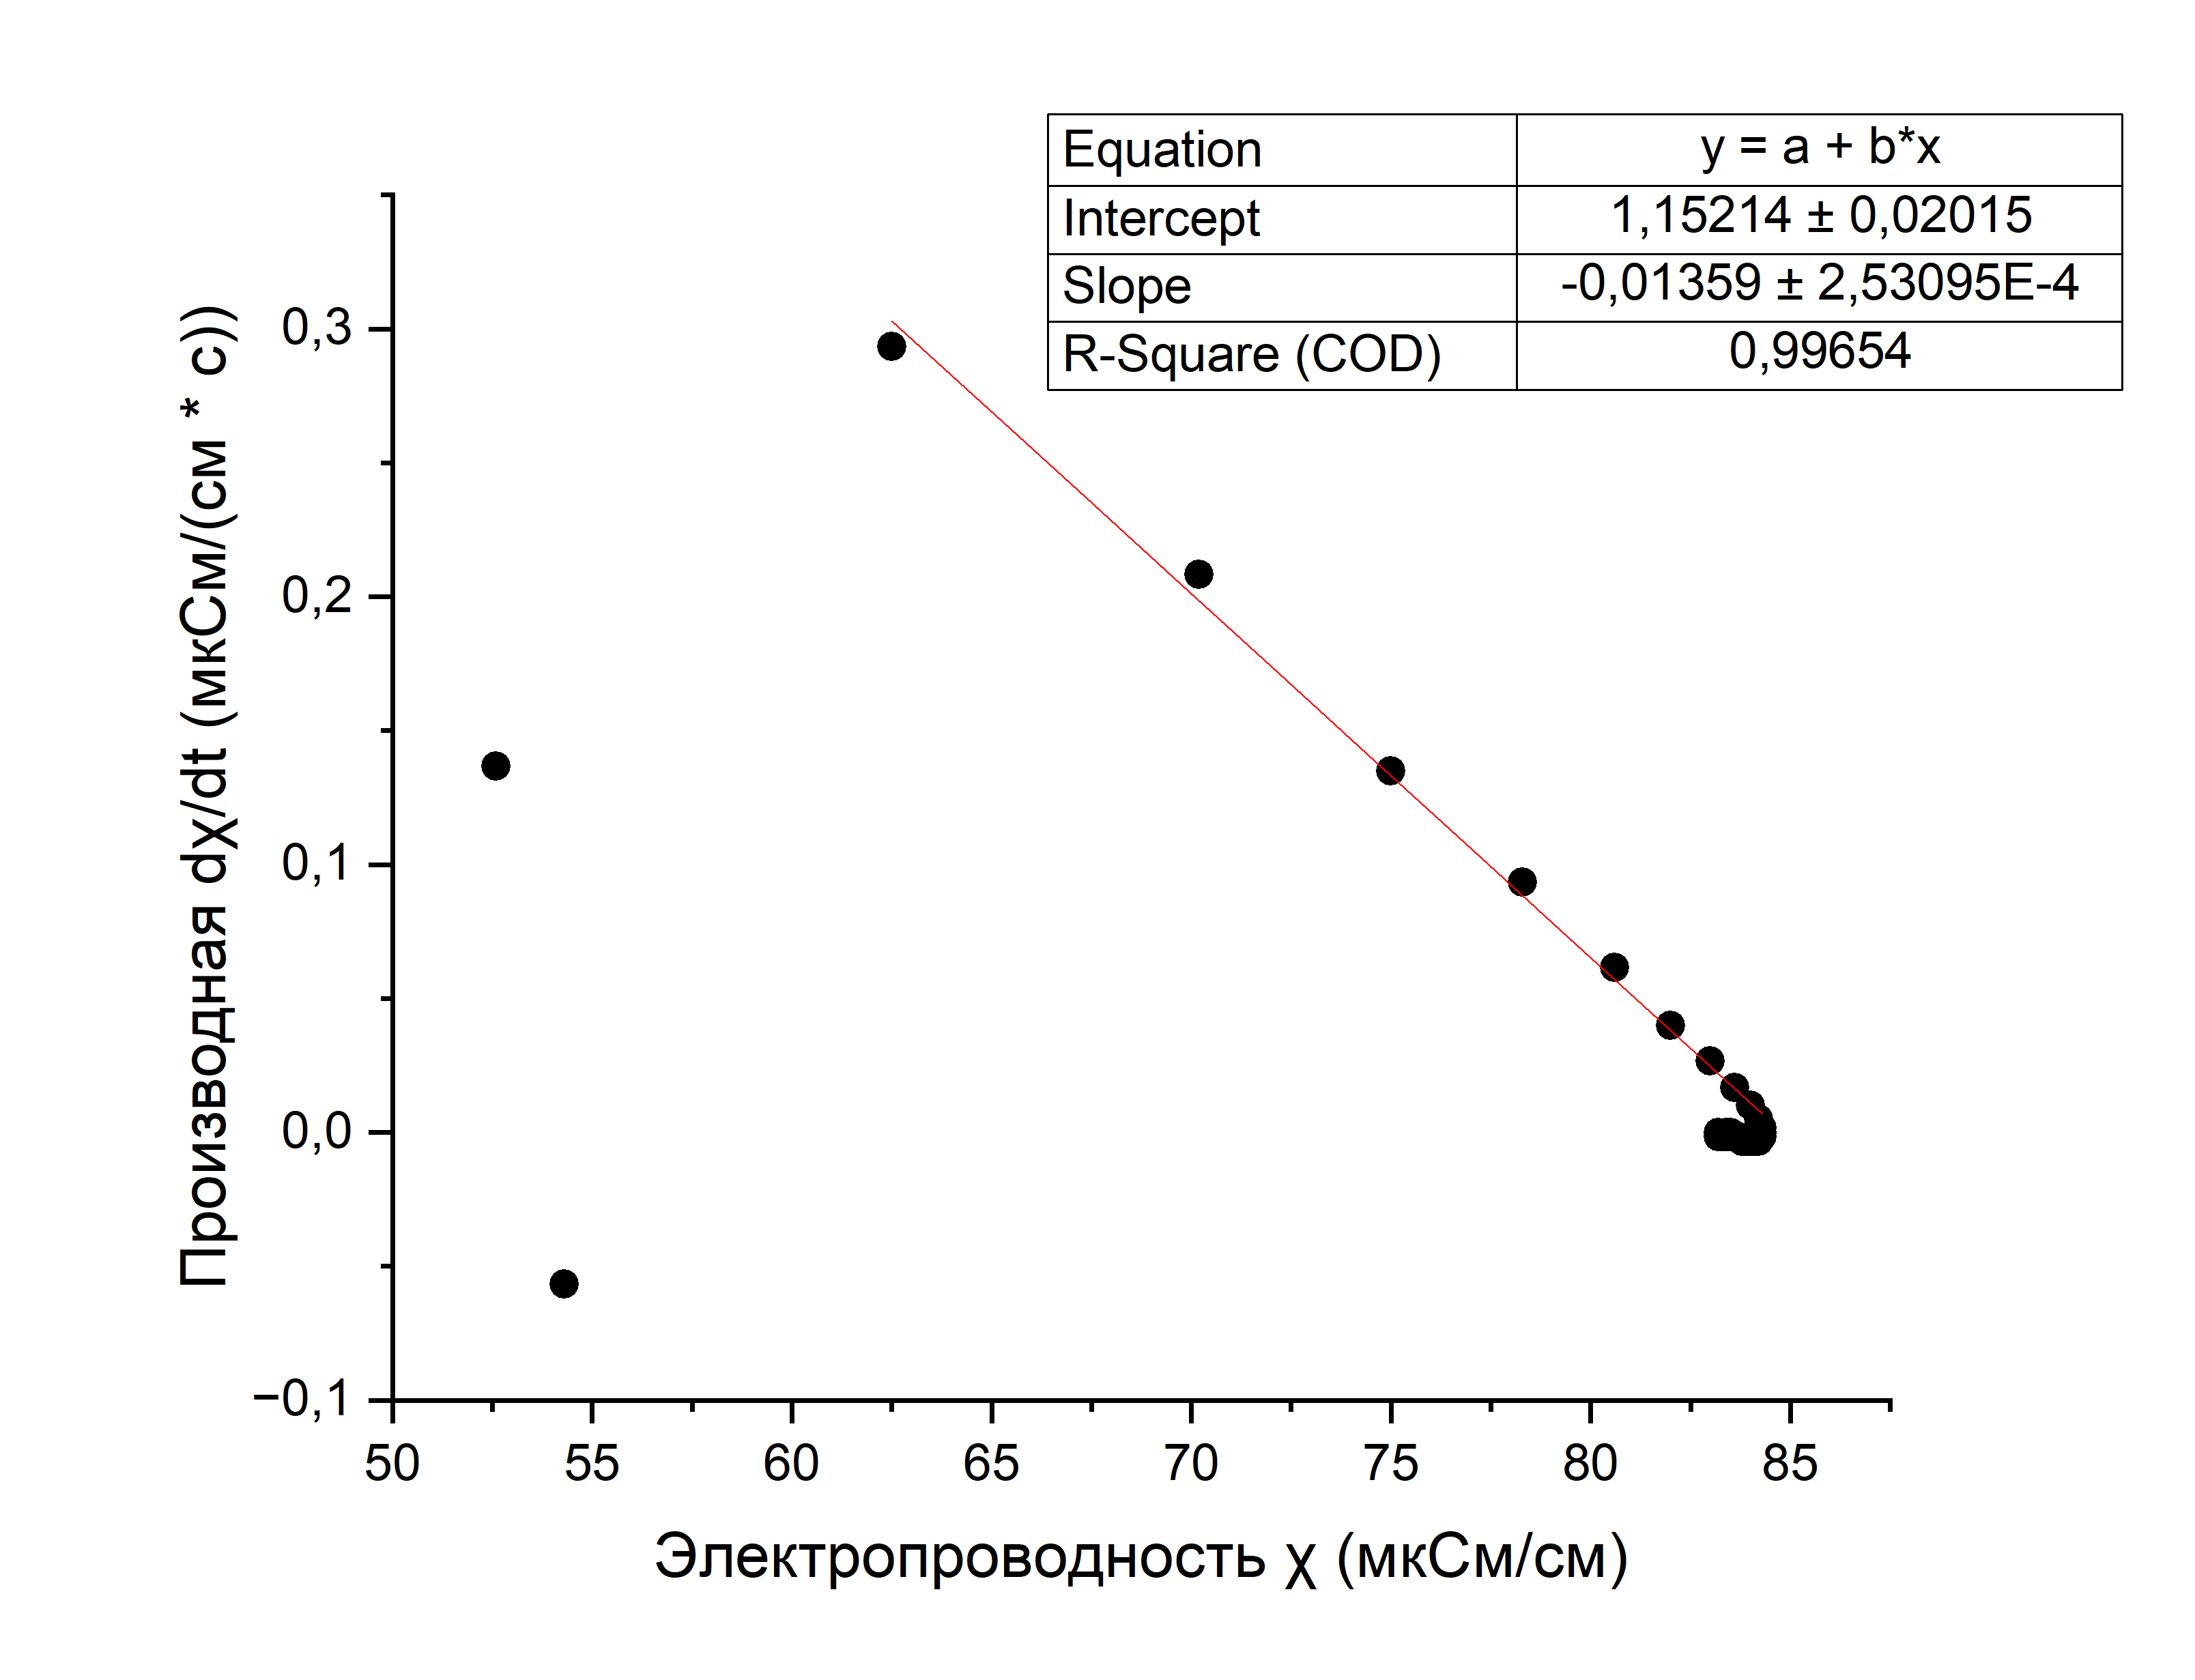 Equation y = a + b*x
Intercept 1,15214 ± 0,02015
Slope -0,01359 ± 2,53095E-4
R-Square (COD) 0,99654
Производная dχ/dt (мкСм/(см * с))
0,3
0,2
0,1
0,0
−0,1
50 55 60 65 70 75 80 85
Электропроводность χ (мкСм/см)